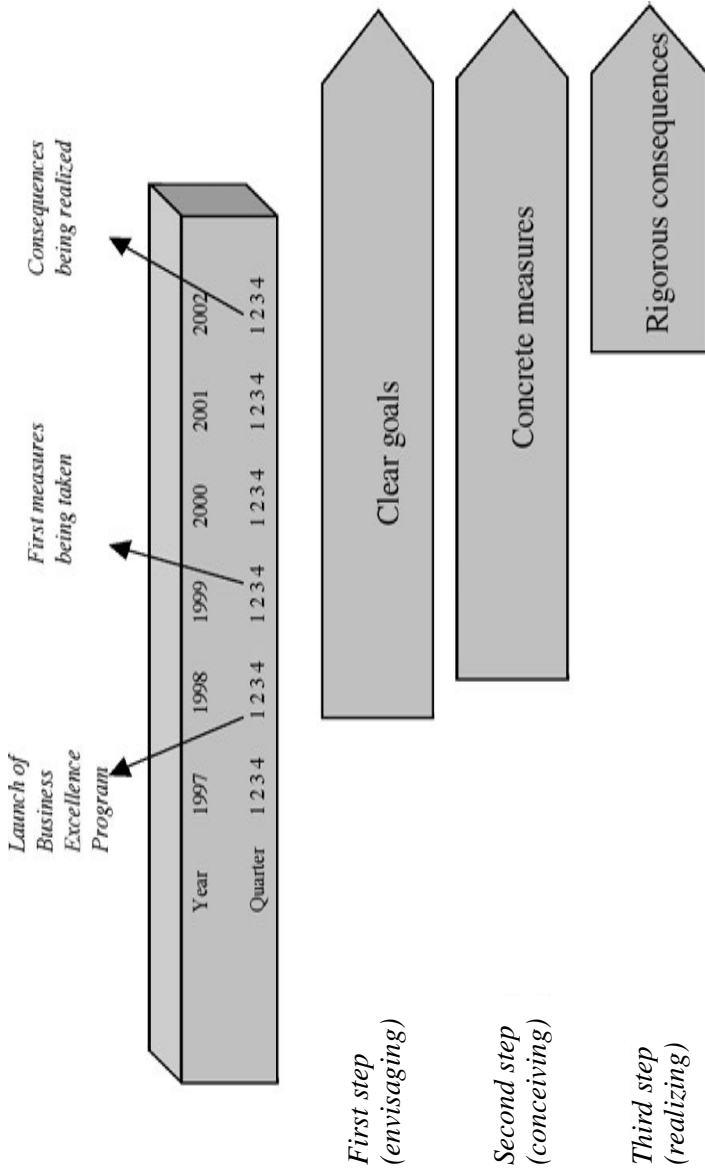 Launch of
Business
Excellence
Program
First measures
being taken
Consequences
being realized
Year 1997 1998 1999 2000 2001 2002
Quarter 1 2 3 4 1 2 3 4 1 2 3 4 1 2 3 4 1 2 3 4 1 2 3 4
First step
(envisaging)
Clear goals
Second step
(conceiving)
Concrete measures
Third step
(realizing)
Rigorous consequences